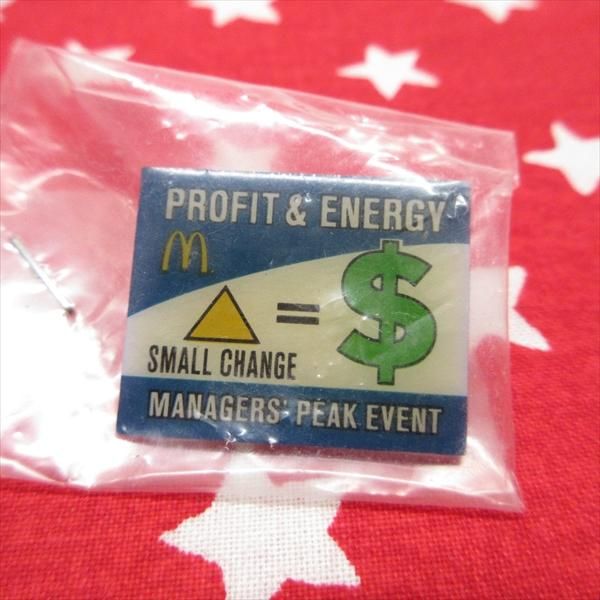 PROFIT & ENERGY
M
= $
SMALL CHANGE
MANAGERS' PEAK EVENT